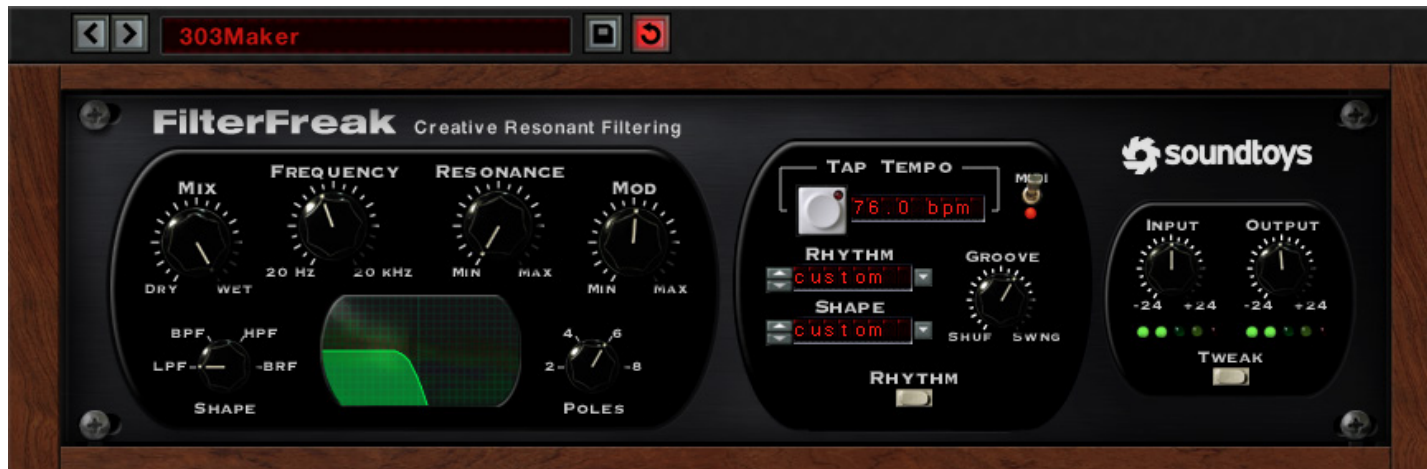 303Maker
FilterFreak Creative Resonant Filtering
soundtoys
MIX
FREQUENCY
RESONANCE
MOD
DRY WET
20 HZ 20 KHZ
MIN MAX
MIN MAX
BPF HPF
LPF BRF
SHAPE
4 6
2 8
POLES
TAP TEMPO
76.0 bpm
MIDI
RHYTHM
custom
SHAPE
custom
GROOVE
SHUF SWNG
RHYTHM
INPUT OUTPUT
-24 +24 -24 +24
TWEAK